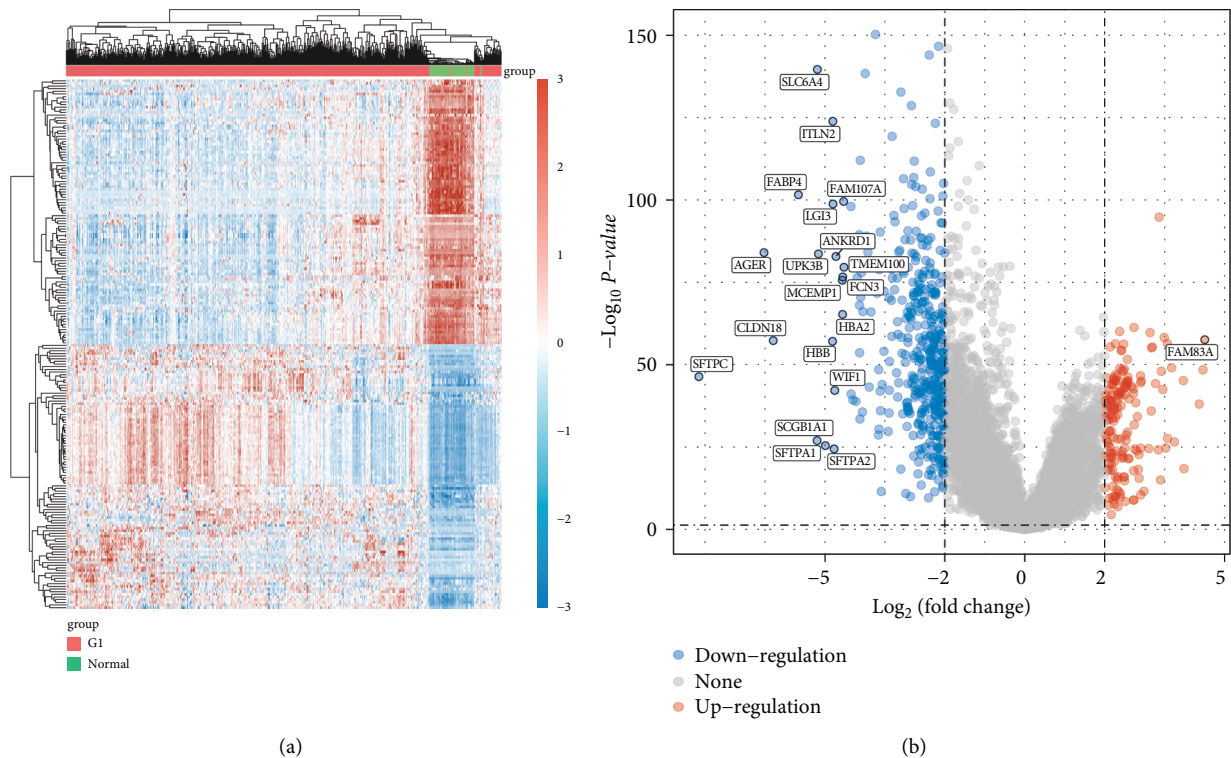 group
3
2
1
0
−1
−2
−3
group
G1
Normal
(a)
150
100
50
0
−Log10 P−value
SLC6A4
ITLN2
FABP4
FAM107A
LGI3
ANKRD1
AGER
UPK3B
TMEM100
FCN3
MCEMP1
HBA2
CLDN18
HBB
FAM83A
SFTPC
WIF1
SCGB1A1
SFTPA1
SFTPA2
−5
−2
0
2
5
Log2 (fold change)
Down−regulation
None
Up−regulation
(b)